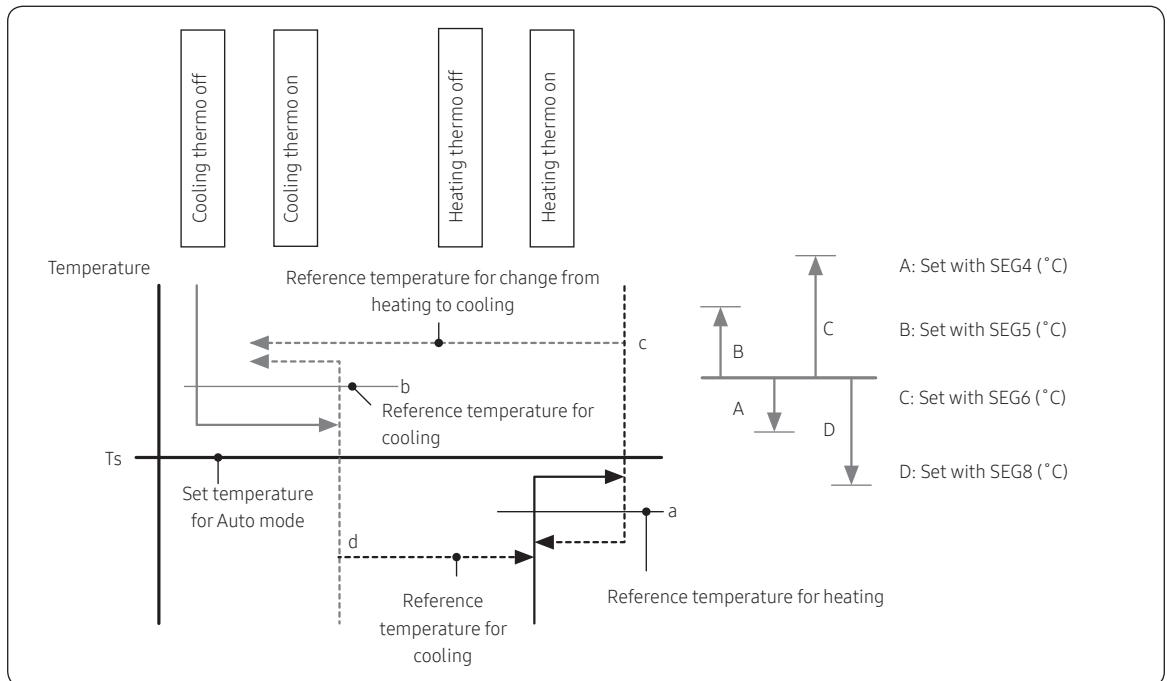 Cooling thermo off
Cooling thermo on
Heating thermo off
Heating thermo on
Temperature
Reference temperature for change from
heating to cooling
c
b
Reference temperature for
cooling
Ts
Set temperature
for Auto mode
a
d
Reference
temperature for
cooling
Reference temperature for heating
B
C
A
D
A: Set with SEG4 (˚C)
B: Set with SEG5 (˚C)
C: Set with SEG6 (˚C)
D: Set with SEG8 (˚C)